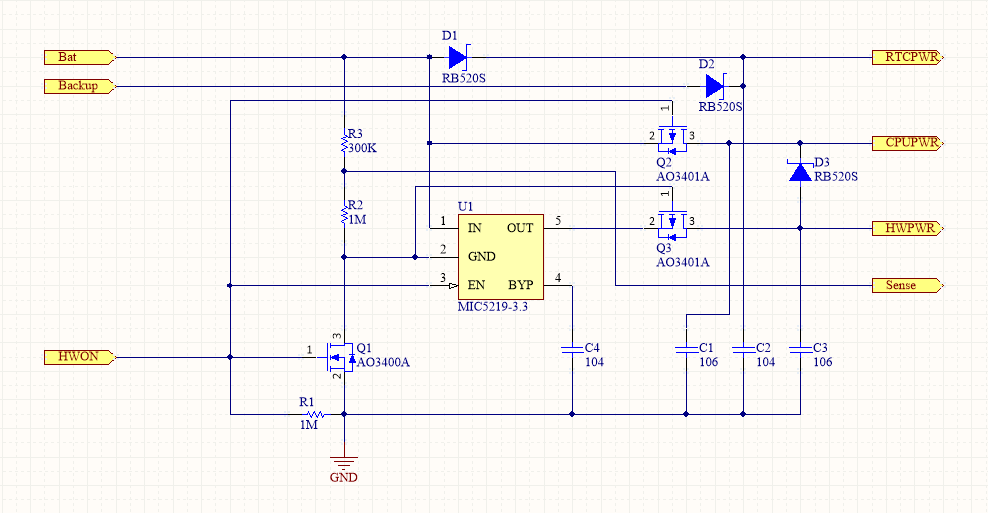 D1
Bat
RTCPWR
D2
RB520S
Backup
RB520S
1
R3
300K
2
3
CPUPWR
Q2
AO3401A
D3
RB520S
1
R2
1M
U1
2
3
1
IN
OUT
5
HWPWR
Q3
AO3401A
2
GND
3
EN
BYP
4
Sense
MIC5219-3.3
3
HWON
1
Q1
AO3400A
2
C4
104
C1
106
C2
104
C3
106
R1
1M
GND